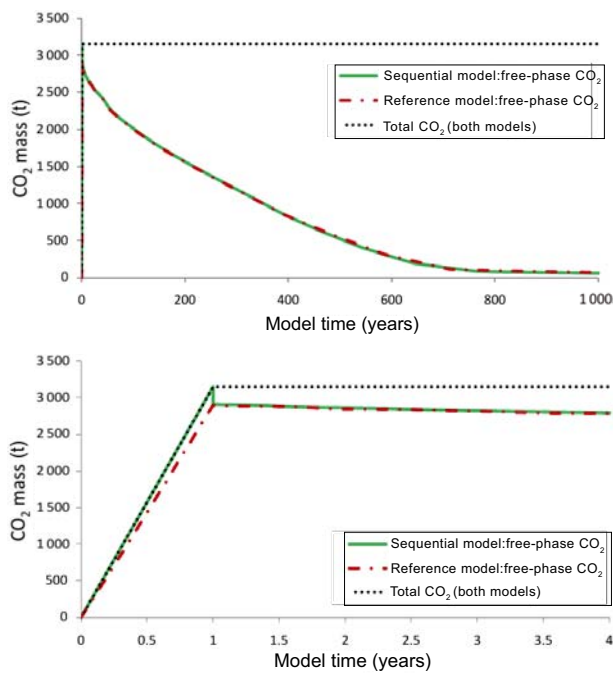 3 500
3 000
2 500
2 000
1 500
1 000
500
0
CO₂ mass (t)
Sequential model:free-phase CO₂
Reference model:free-phase CO₂
Total CO₂ (both models)
0 200 400 600 800 1 000
Model time (years)
3 500
3 000
2 500
2 000
1 500
1 000
500
0
CO₂ mass (t)
Sequential model:free-phase CO₂
Reference model:free-phase CO₂
Total CO₂ (both models)
0 0.5 1 1.5 2 2.5 3 3.5 4
Model time (years)